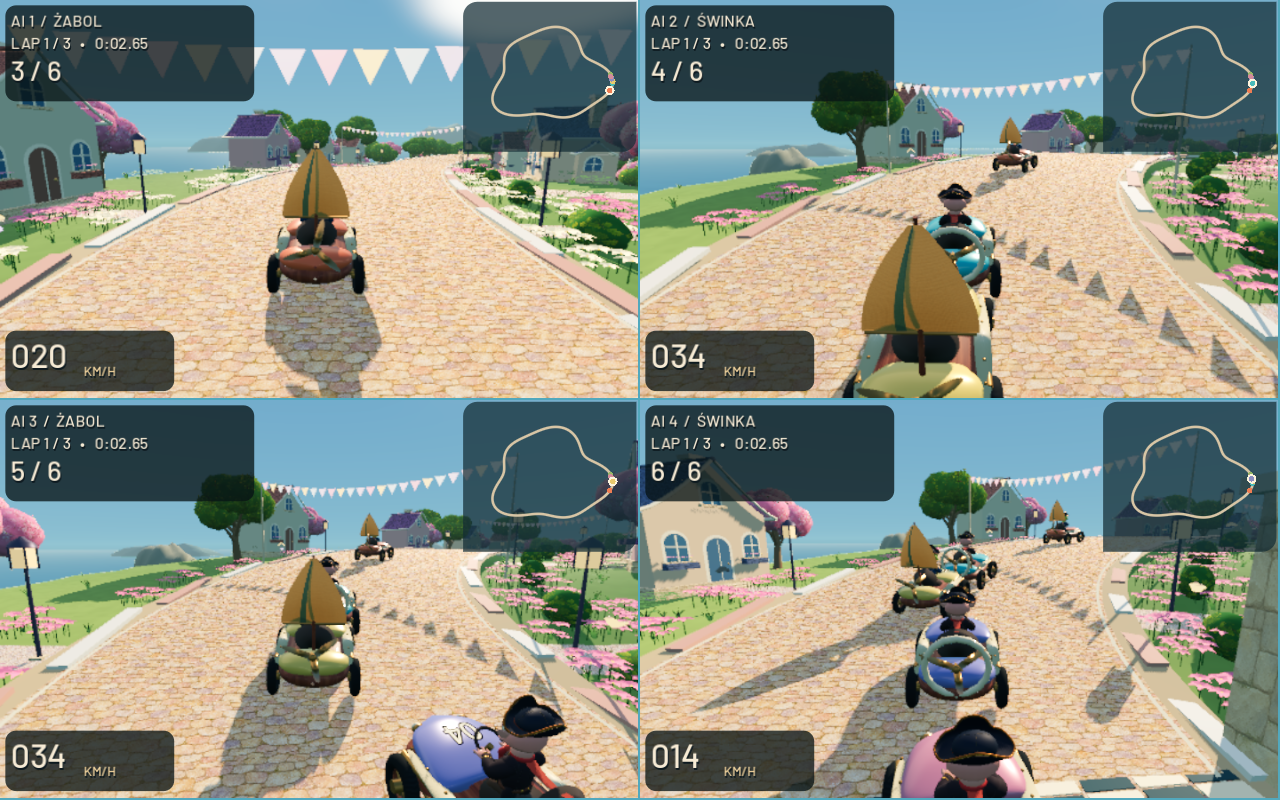 AI 1 / ŻABOL
LAP 1 / 3 • 0:02.65
3 / 6
020 KM/H
AI 2 / ŚWINKA
LAP 1 / 3 • 0:02.65
4 / 6
034 KM/H
AI 3 / ŻABOL
LAP 1 / 3 • 0:02.65
5 / 6
034 KM/H
04
AI 4 / ŚWINKA
LAP 1 / 3 • 0:02.65
6 / 6
014 KM/H